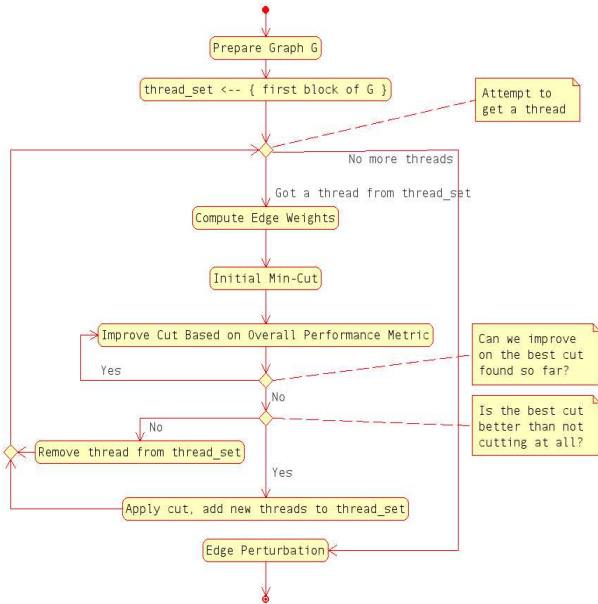 Prepare Graph G
thread_set <-- { first block of G }
Attempt to
get a thread
No more threads
Got a thread from thread_set
Compute Edge Weights
Initial Min-Cut
Improve Cut Based on Overall Performance Metric
Can we improve
on the best cut
found so far?
Yes
No
Is the best cut
better than not
cutting at all?
No
Remove thread from thread_set
Yes
Apply cut, add new threads to thread_set
Edge Perturbation